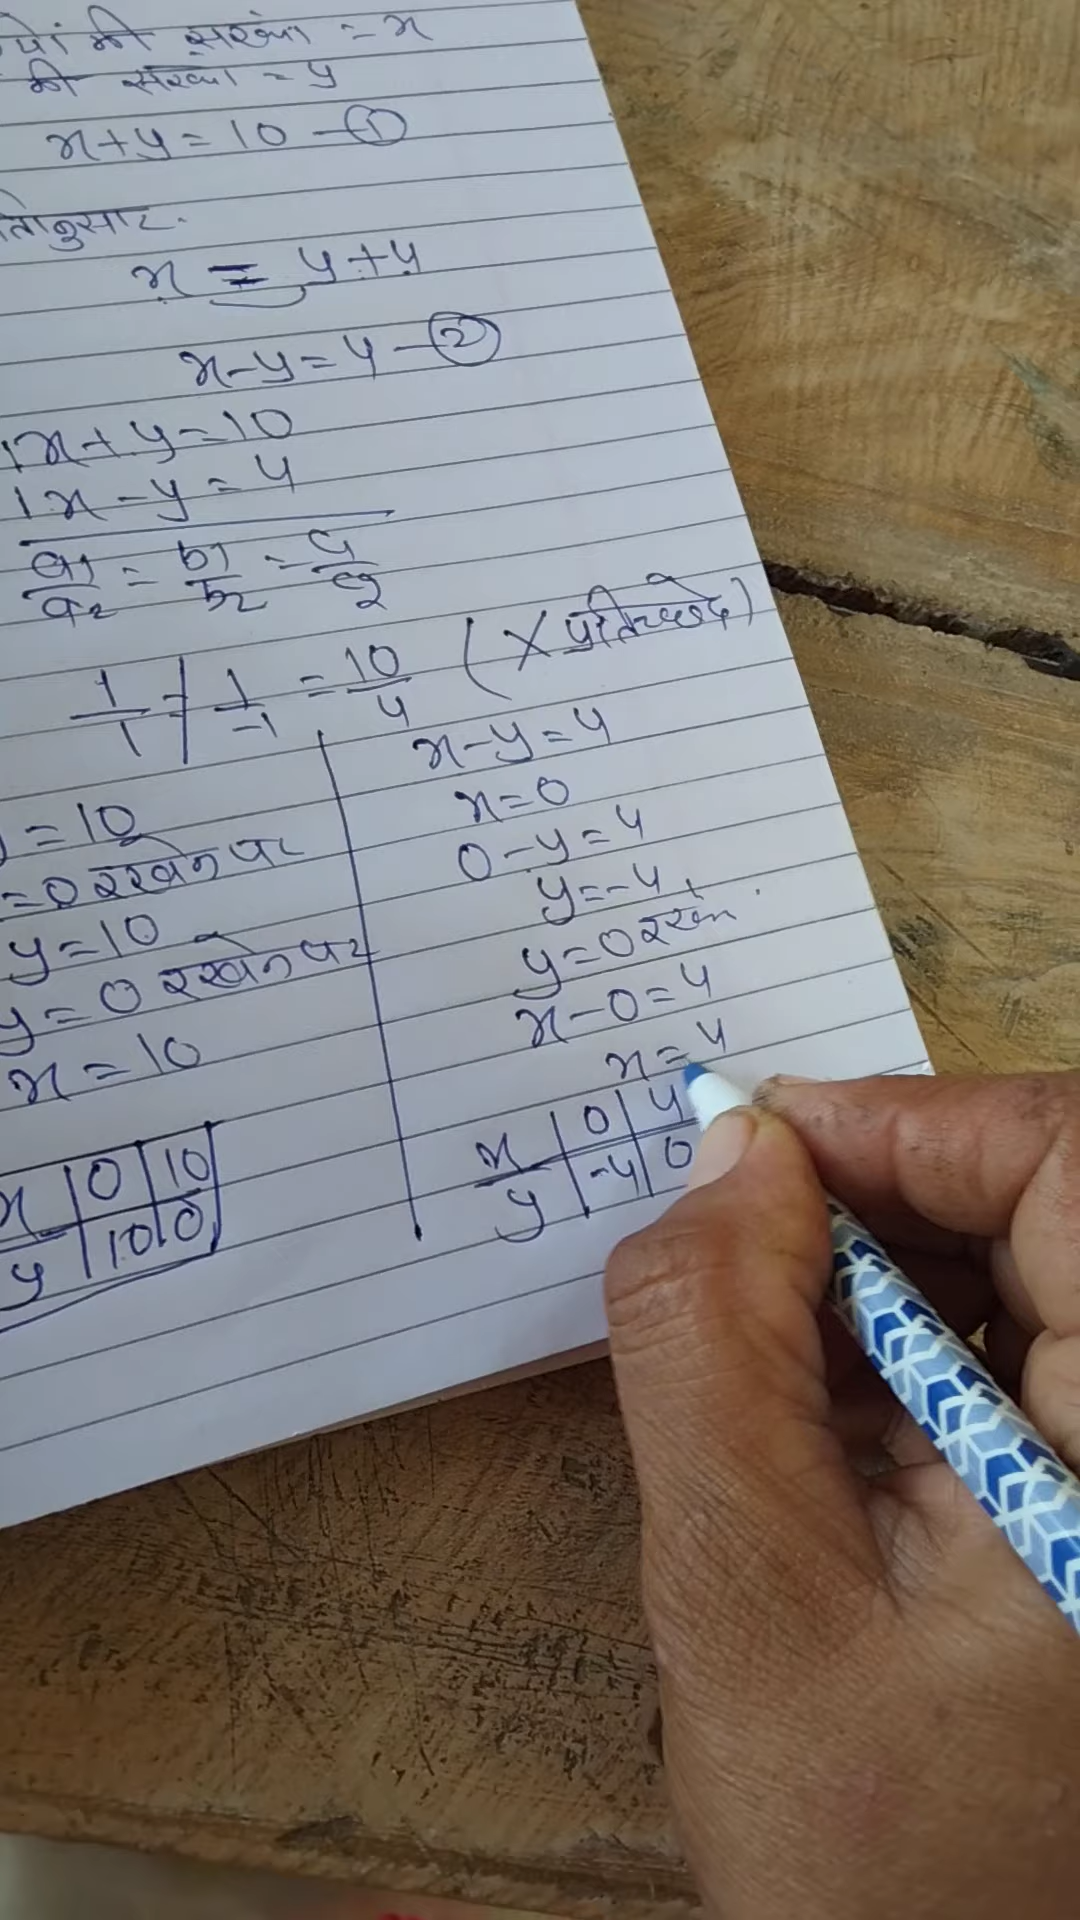 की संख्या = x
की संख्या = y
x+y=10 - ①
x = y+4
x-y=4 - ②
1x+y=10
1x-y=4
a1/a2 = b1/b2 = c1/c2
1/1 ≠ 1/-1 = 10/4 ( X प्रतिच्छेद )
x-y=4
x=0
0-y=4
y=-4
y=0 रखने
x-0=4
x=4
x | 0 | 4
y | -4 | 0
=10
=0 रखने पर
y=10
y=0 रखने पर
x=10
x | 0 | 10
y | 10 | 0